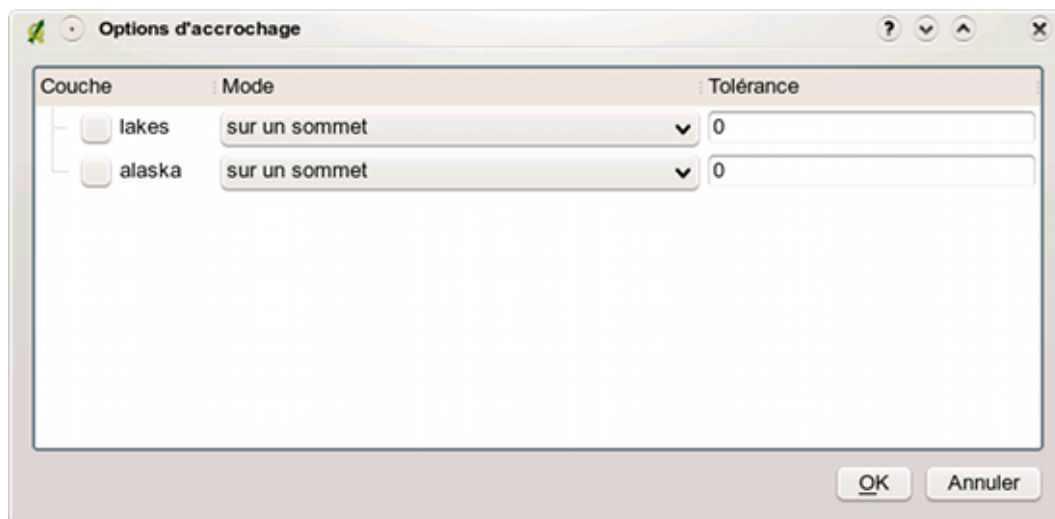 Options d'accrochage
Couche Mode Tolérance
lakes sur un sommet 0
alaska sur un sommet 0
OK Annuler